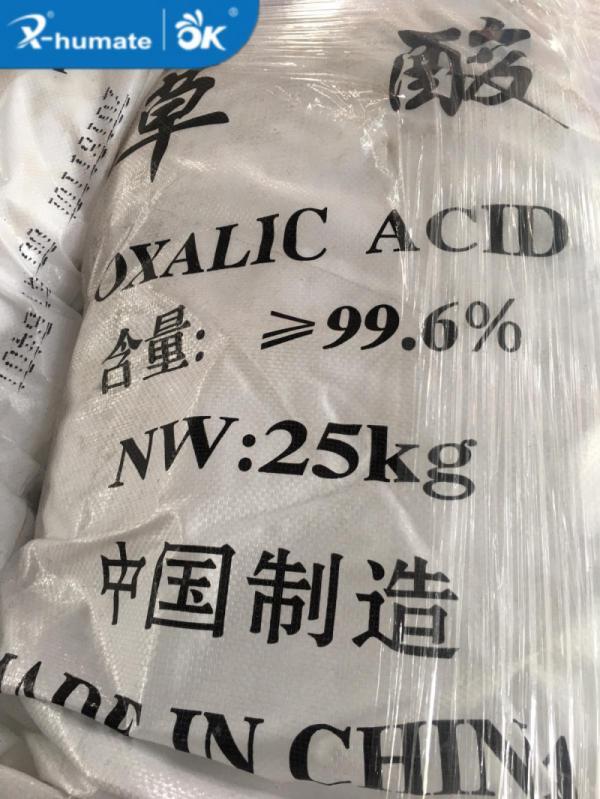 X-humate OK
草 酸
OXALIC ACID
含量: ≥99.6%
NW:25kg
中国制造
MADE IN CHINA